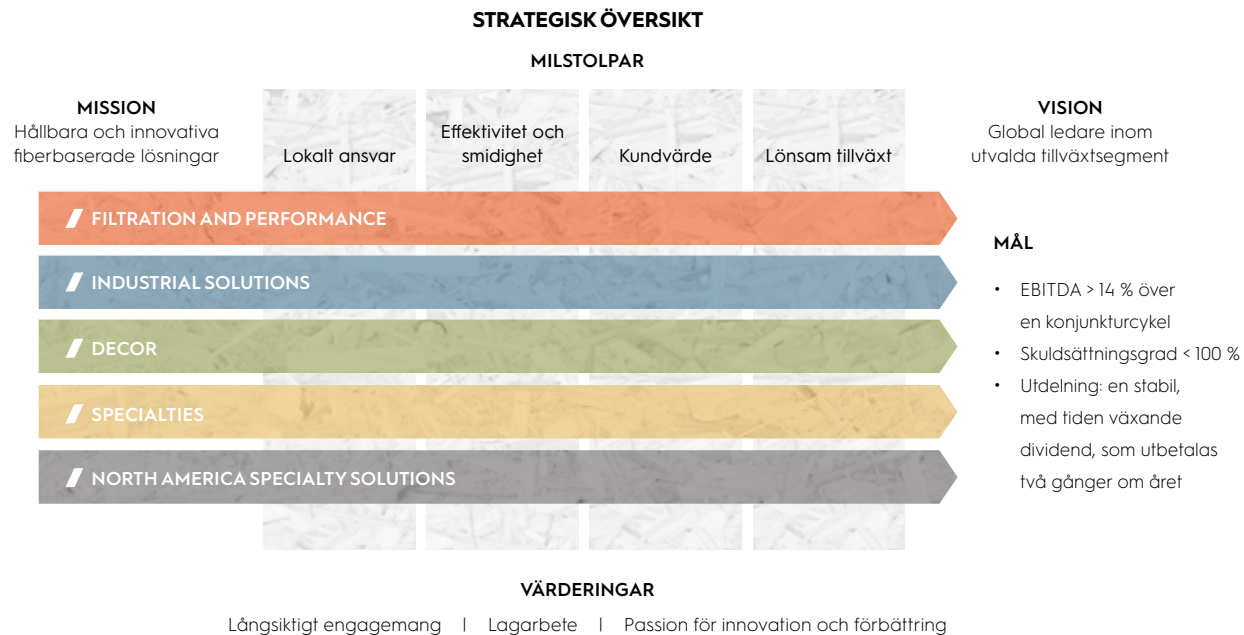 STRATEGISK ÖVERSIKT
MILSTOLPAR
MISSION
Hållbara och innovativa
fiberbaserade lösningar
Lokalt ansvar
Effektivitet och
smidighet
Kundvärde
Lönsam tillväxt
VISION
Global ledare inom
utvalda tillväxtsegment
FILTRATION AND PERFORMANCE
INDUSTRIAL SOLUTIONS
DECOR
SPECIALTIES
NORTH AMERICA SPECIALTY SOLUTIONS
MÅL
• EBITDA > 14 % över
en konjunkturcykel
• Skuldsättningsgrad < 100 %
• Utdelning: en stabil,
med tiden växande
dividend, som utbetalas
två gånger om året
VÄRDERINGAR
Långsiktigt engagemang | Lagarbete | Passion för innovation och förbättring